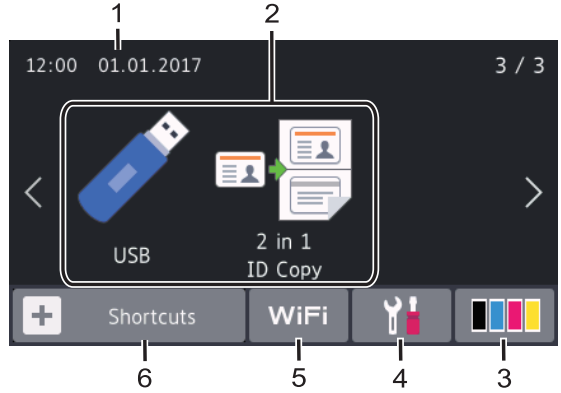 1 2
12:00 01.01.2017 3 / 3
USB
2 in 1
ID Copy
Shortcuts WiFi
6 5 4 3